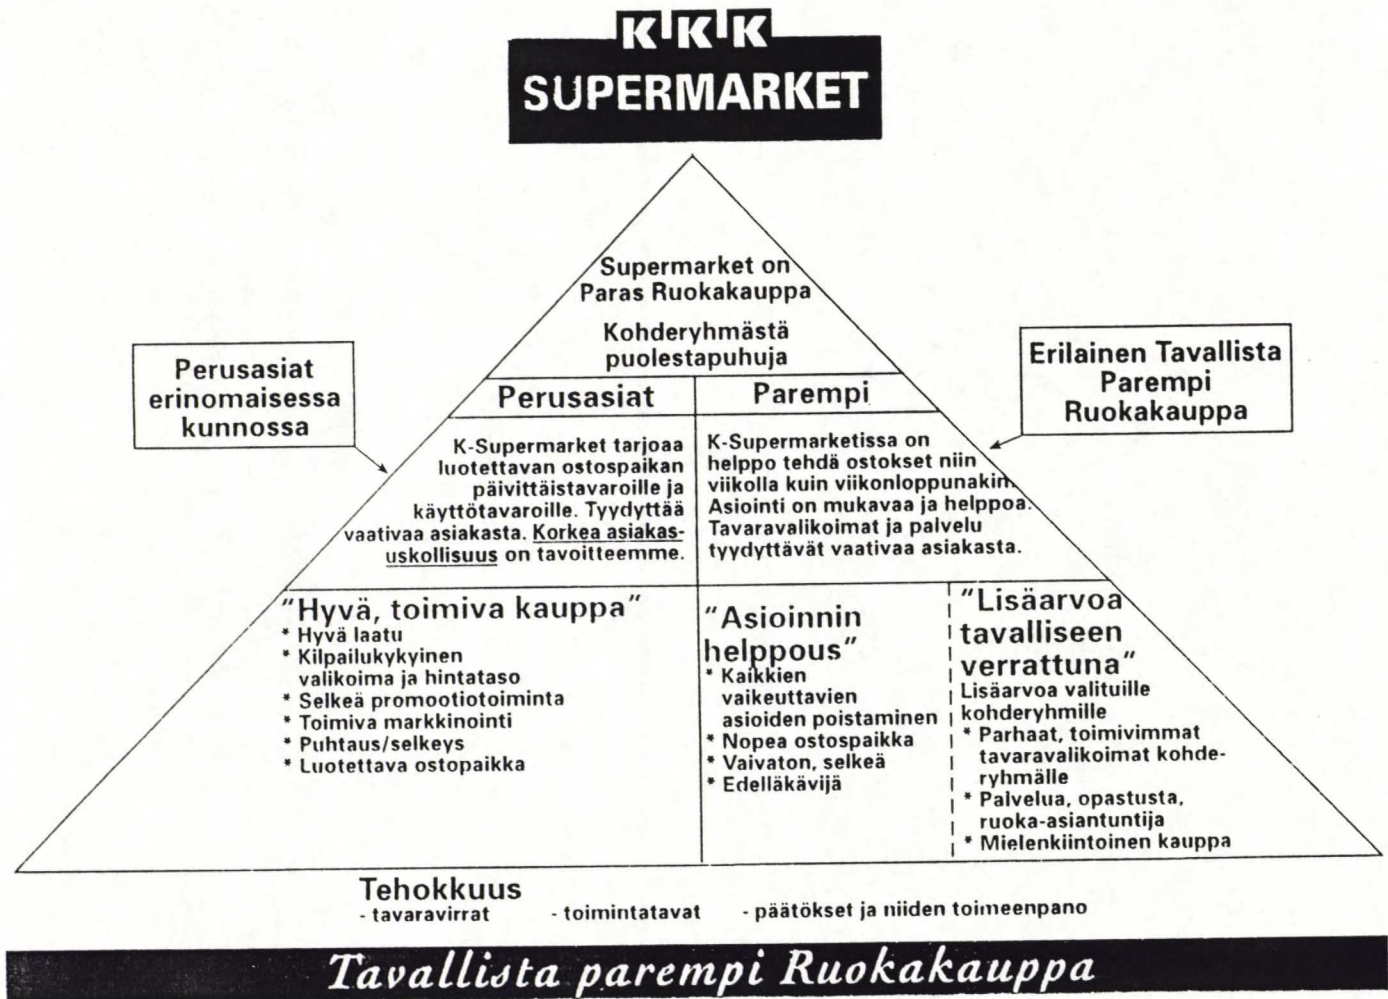 K K K
SUPERMARKET
Supermarket on
Paras Ruokakauppa
Kohderyhmästä
puolestapuhuja
Perusasiat
erinomaisessa
kunnossa
Erilainen Tavallista
Parempi
Ruokakauppa
Perusasiat
K-Supermarket tarjoaa
luotettavan ostospaikan
päivittäistavaroille ja
käyttötavaroille. Tyydyttää
vaativaa asiakasta. Korkea asiakas-
uskollisuus on tavoitteemme.
Parempi
K-Supermarketissa on
helppo tehdä ostokset niin
viikolla kuin viikonloppunakin.
Asiointi on mukavaa ja helppoa.
Tavaravalikoimat ja palvelu
tyydyttävät vaativaa asiakasta.
"Hyvä, toimiva kauppa"
* Hyvä laatu
* Kilpailukykyinen
valikoima ja hintataso
* Selkeä promootiotoiminta
* Toimiva markkinointi
* Puhtaus/selkeys
* Luotettava ostopaikka
"Asioinnin
helppous"
* Kaikkien
vaikeuttavien
asioiden poistaminen
* Nopea ostospaikka
* Vaivaton, selkeä
* Edelläkävijä
"Lisäarvoa
tavalliseen
verrattuna"
Lisäarvoa valituille
kohderyhmille
* Parhaat, toimivimmat
tavaravalikoimat kohde-
ryhmälle
* Palvelua, opastusta,
ruoka-asiantuntija
* Mielenkiintoinen kauppa
Tehokkuus
- tavaravirrat - toimintatavat - päätökset ja niiden toimeenpano
Tavallista parempi Ruokakauppa